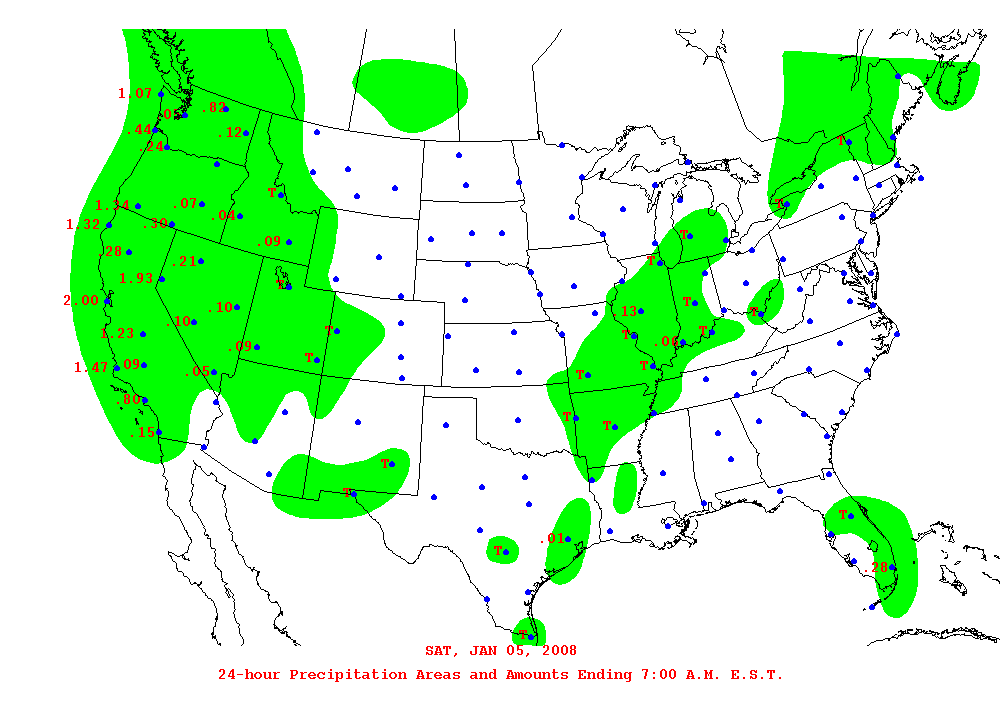 1.07
.82
.05
.44
.12
.24
T
T
T
1.34
.07
T
.04
1.32
.30
.09
T
.28
.21
T
1.93
T
2.00
.10
T
.13
T
.10
T
1.23
T
T
.09
.06
T
1.47
.09
.05
T
T
.80
T
T
.15
T
T
T
.01
T
.28
T
SAT, JAN 05, 2008
24-hour Precipitation Areas and Amounts Ending 7:00 A.M. E.S.T.